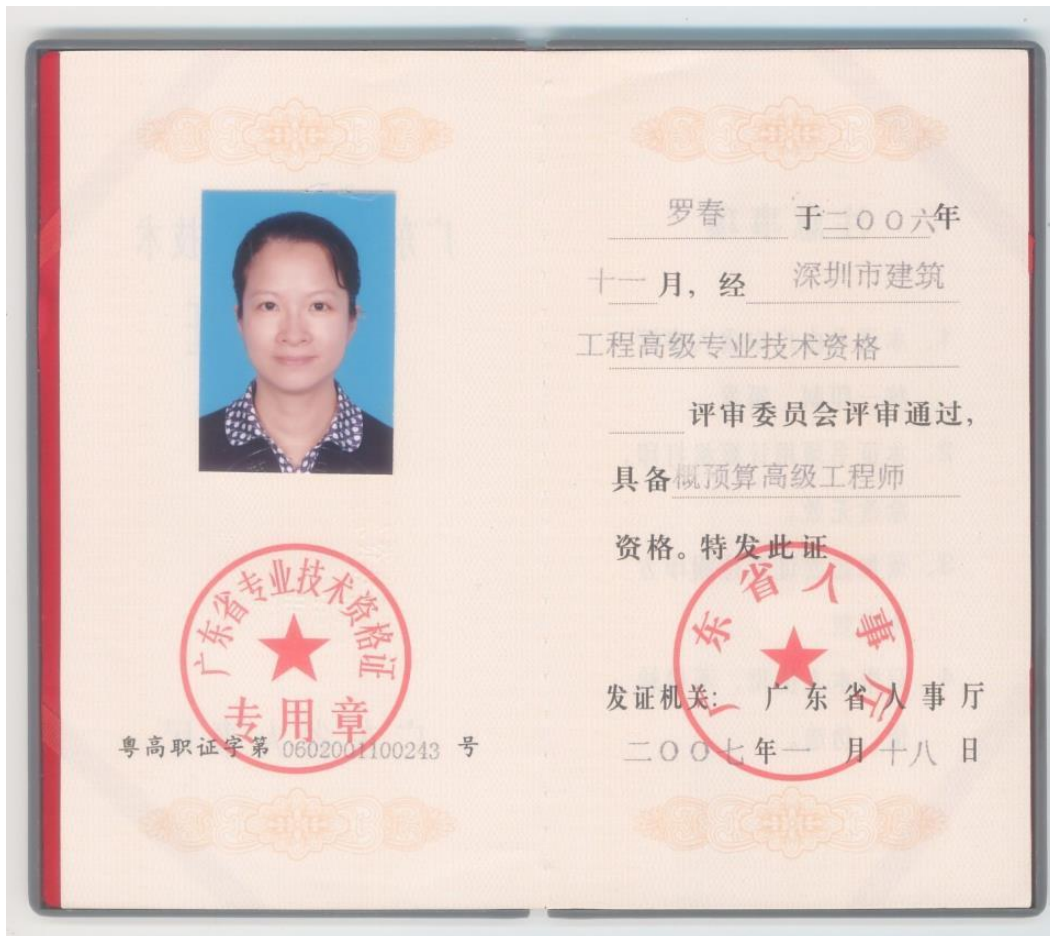 广东省专业技术资格证
专用章
粤高职证字第 0602001100243 号
罗春 于二〇〇六年
十一月，经 深圳市建筑
工程高级专业技术资格
评审委员会评审通过，
具备概预算高级工程师
资格。特发此证
广东省人事厅
发证机关：广东省人事厅
二〇〇七年一月十八日